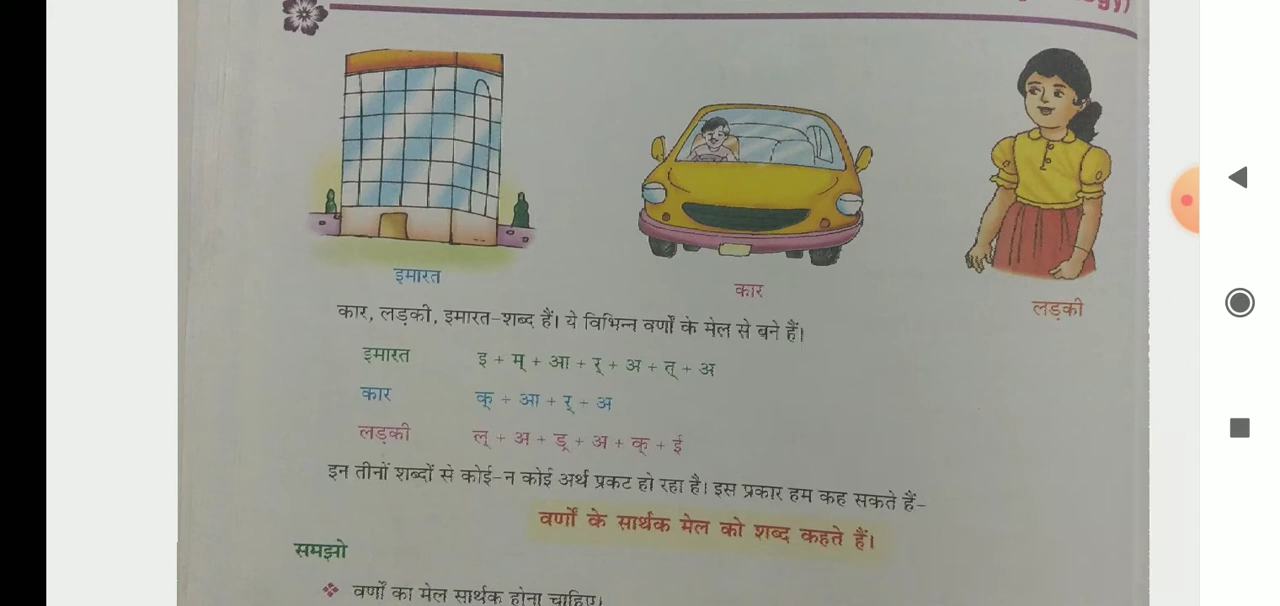 इमारत
कार
लड़की
कार, लड़की, इमारत-शब्द हैं। ये विभिन्न वर्णों के मेल से बने हैं।
इमारत इ + म् + आ + र् + अ + त् + अ
कार क् + आ + र् + अ
लड़की ल् + अ + ड़् + अ + क् + ई
इन तीनों शब्दों से कोई-न कोई अर्थ प्रकट हो रहा है। इस प्रकार हम कह सकते हैं-
वर्णों के सार्थक मेल को शब्द कहते हैं।
समझो
❖ वर्णों का मेल सार्थक होना चाहिए।